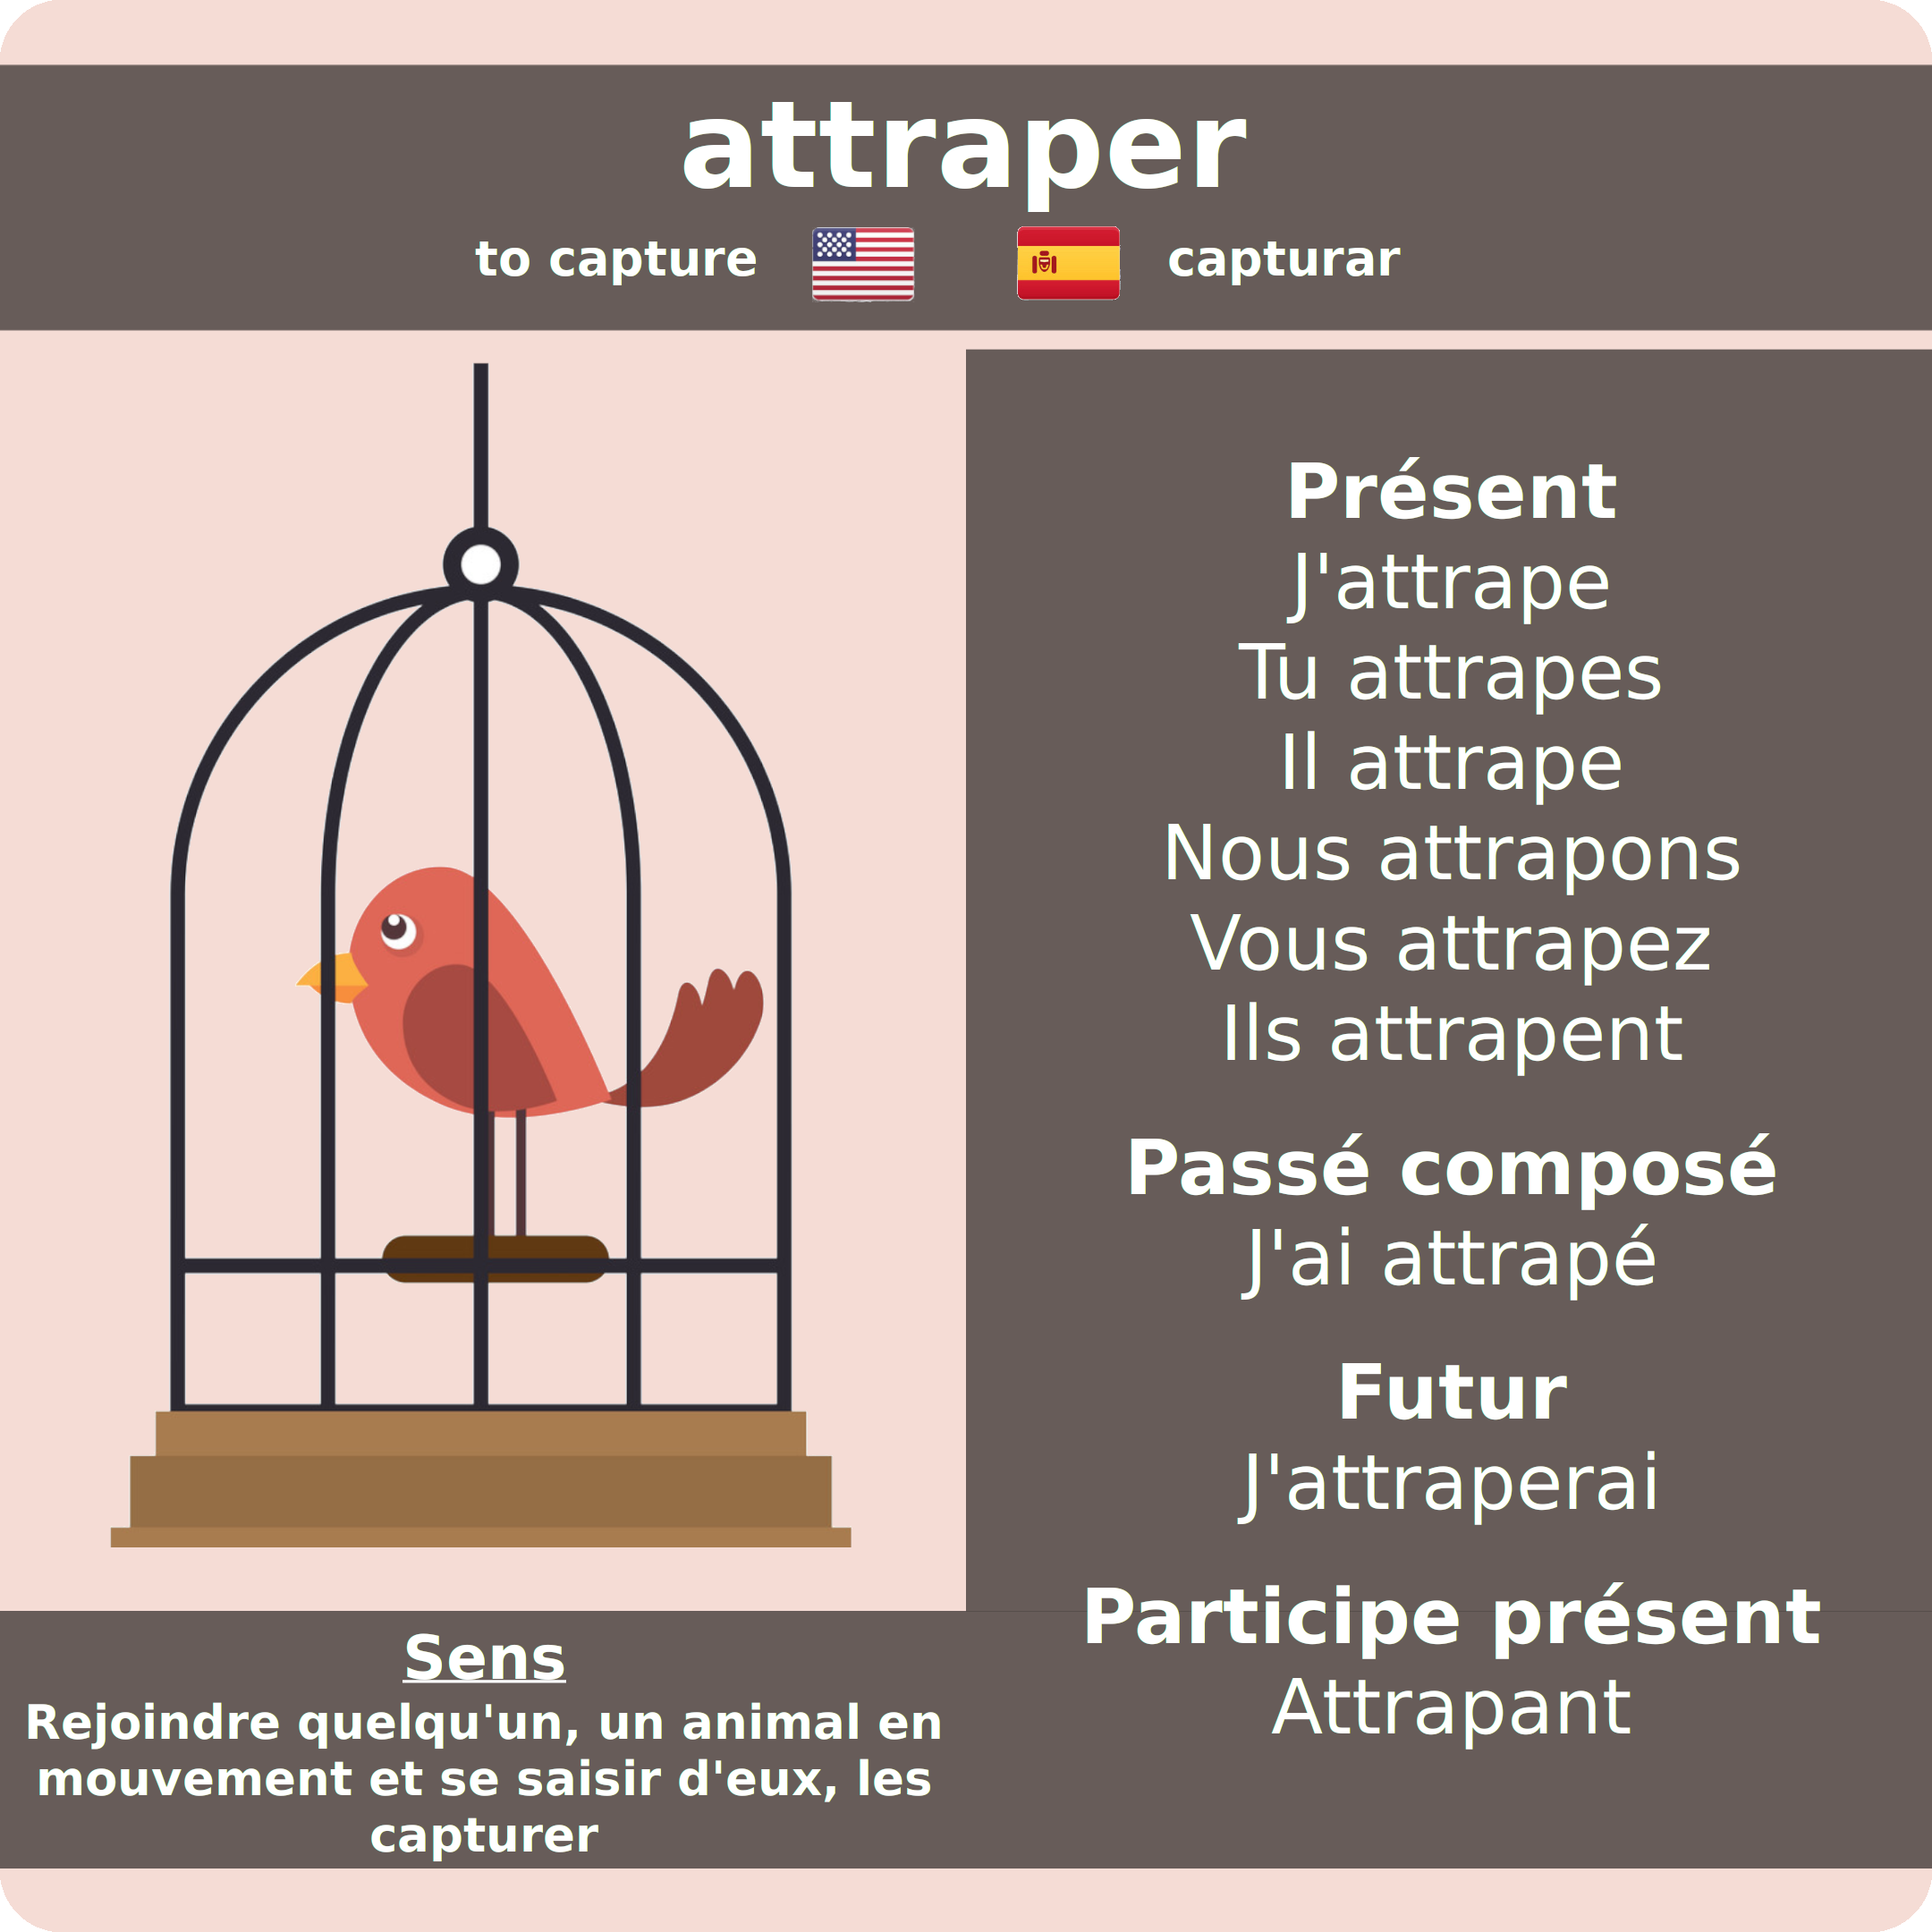 attraper
to capture
capturar
Présent
J'attrape
Tu attrapes
Il attrape
Nous attrapons
Vous attrapez
Ils attrapent
Passé composé
J'ai attrapé
Futur
J'attraperai
Participe présent
Attrapant
Sens
Rejoindre quelqu'un, un animal en
mouvement et se saisir d'eux, les
capturer